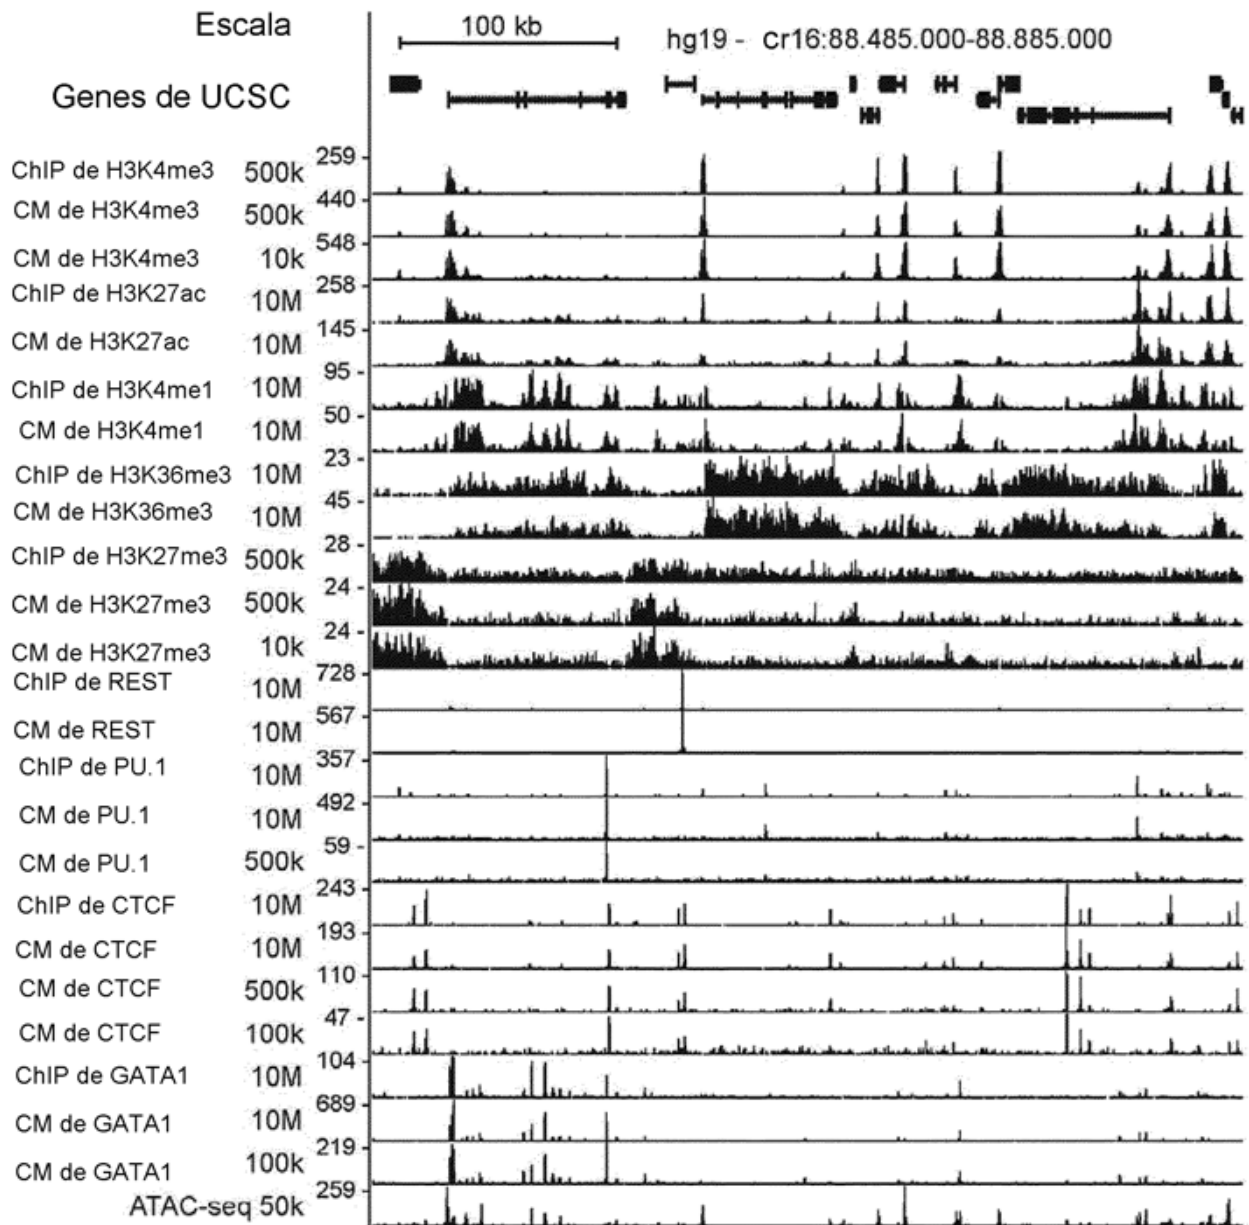 Escala
100 kb
hg19 - cr16:88.485.000-88.885.000
Genes de UCSC
ChIP de H3K4me3 500k 259
CM de H3K4me3 500k 440
CM de H3K4me3 10k 548
ChIP de H3K27ac 10M 258
CM de H3K27ac 10M 145
ChIP de H3K4me1 10M 95
CM de H3K4me1 10M 50
ChIP de H3K36me3 10M 23
CM de H3K36me3 10M 45
ChIP de H3K27me3 500k 28
CM de H3K27me3 500k 24
CM de H3K27me3 10k 24
ChIP de REST 10M 728
CM de REST 10M 567
ChIP de PU.1 10M 357
CM de PU.1 10M 492
CM de PU.1 500k 59
ChIP de CTCF 10M 243
CM de CTCF 10M 193
CM de CTCF 500k 110
CM de CTCF 100k 47
ChIP de GATA1 10M 104
CM de GATA1 10M 689
CM de GATA1 100k 219
ATAC-seq 50k 259